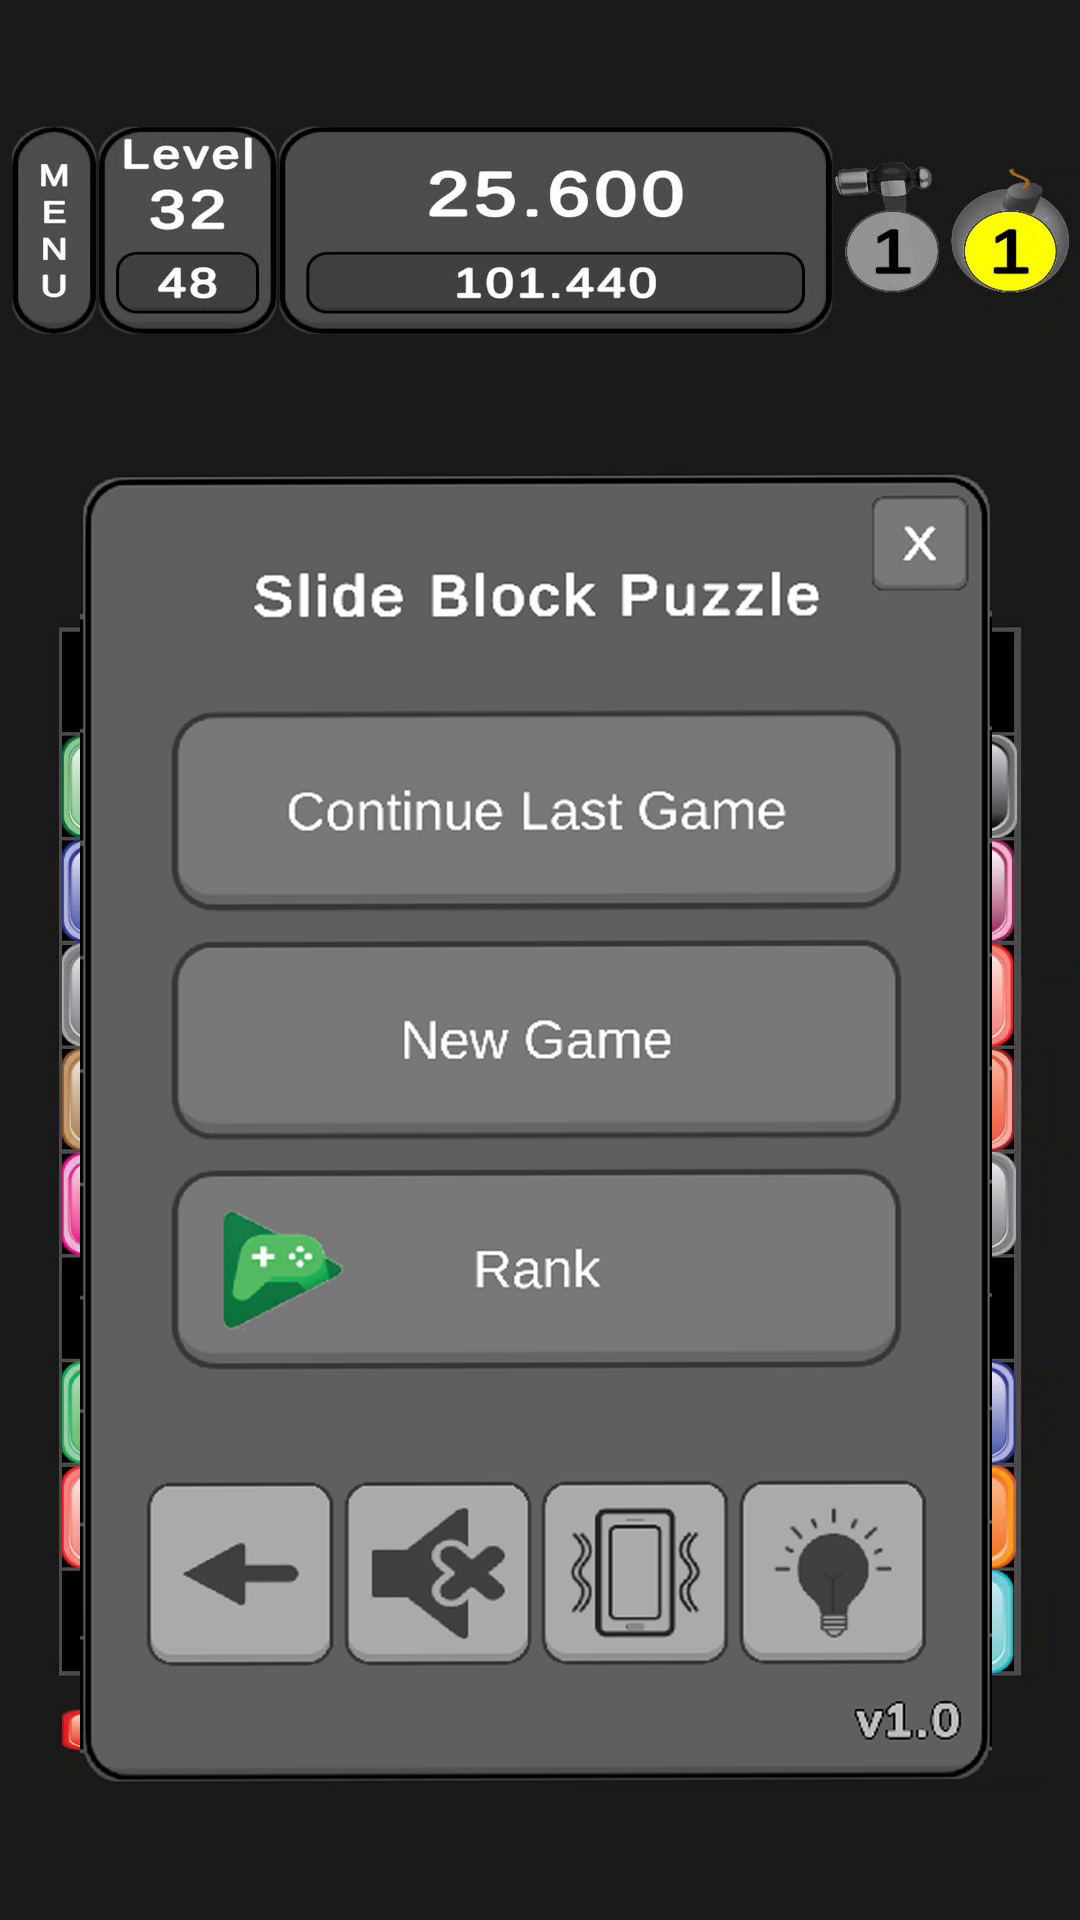 MENU
Level
32
48
25.600
101.440
1
1
X
Slide Block Puzzle
Continue Last Game
New Game
Rank
v1.0